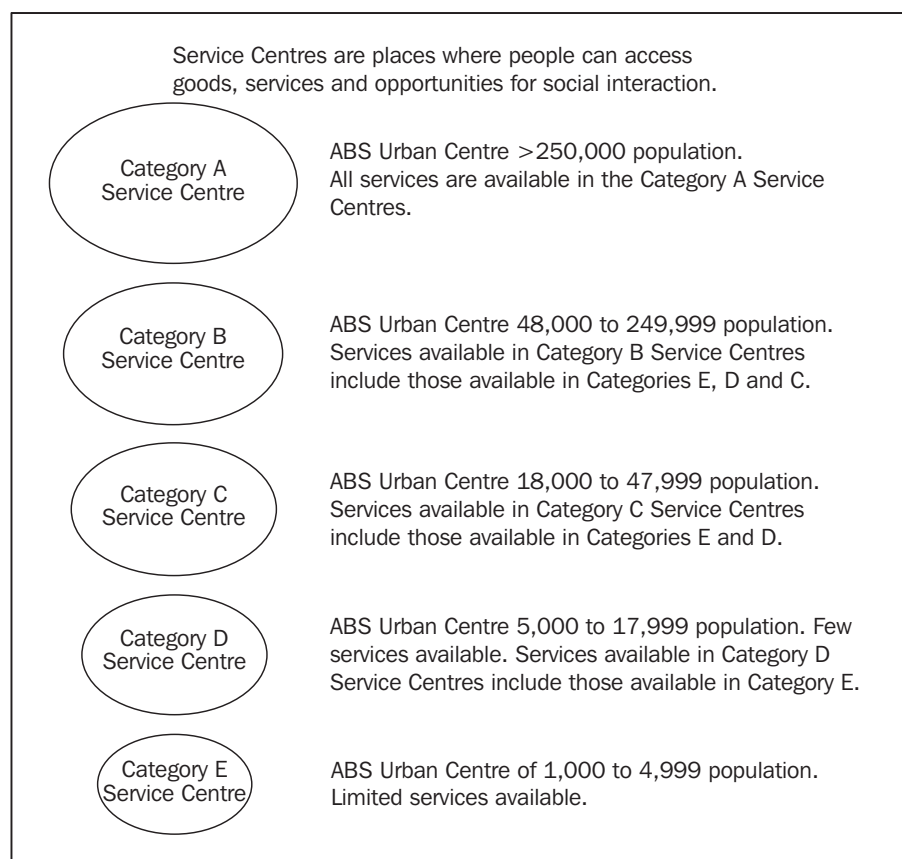 Service Centres are places where people can access
goods, services and opportunities for social interaction.
Category A
Service Centre
ABS Urban Centre >250,000 population.
All services are available in the Category A Service
Centres.
Category B
Service Centre
ABS Urban Centre 48,000 to 249,999 population.
Services available in Category B Service Centres
include those available in Categories E, D and C.
Category C
Service Centre
ABS Urban Centre 18,000 to 47,999 population.
Services available in Category C Service Centres
include those available in Categories E and D.
Category D
Service Centre
ABS Urban Centre 5,000 to 17,999 population. Few
services available. Services available in Category D
Service Centres include those available in Category E.
Category E
Service Centre
ABS Urban Centre of 1,000 to 4,999 population.
Limited services available.